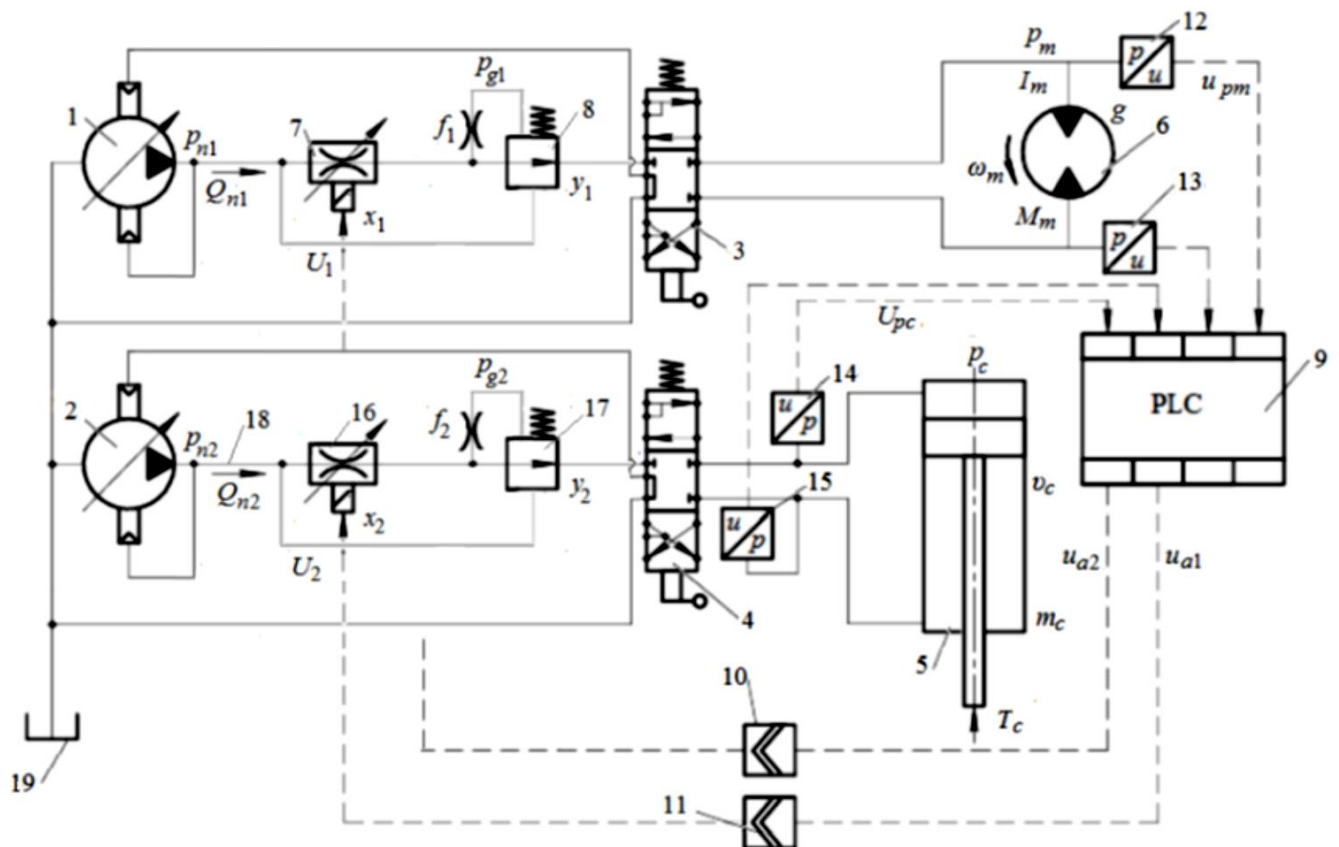 12
p_m
p
u
u_pm
I_m
p_g1
1
8
7
f_1
g
6
p_n1
ω_m
Q_n1
y_1
13
x_1
M_m
3
p
u
U_1
U_pc
p_g2
p_c
9
14
2
18
16
17
u
p
PLC
f_2
p_n2
15
Q_n2
y_2
υ_c
x_2
u
p
U_2
u_a2
u_a1
4
m_c
5
10
T_c
19
11